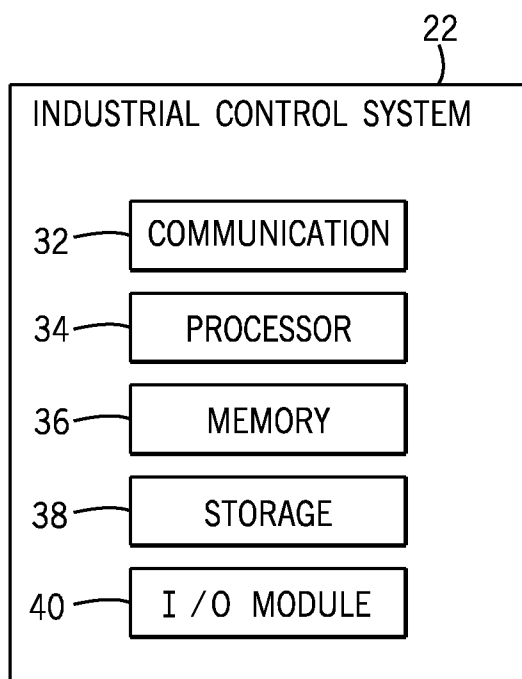 22
INDUSTRIAL CONTROL SYSTEM
32 COMMUNICATION
34 PROCESSOR
36 MEMORY
38 STORAGE
40 I/O MODULE